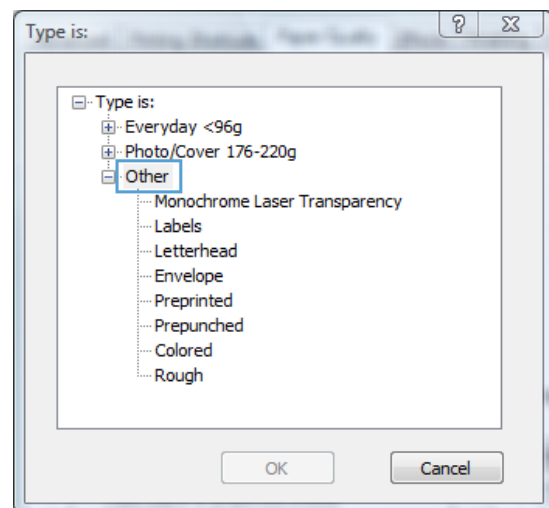 Type is:
Type is:
Everyday <96g
Photo/Cover 176-220g
Other
Monochrome Laser Transparency
Labels
Letterhead
Envelope
Preprinted
Prepunched
Colored
Rough
OK
Cancel